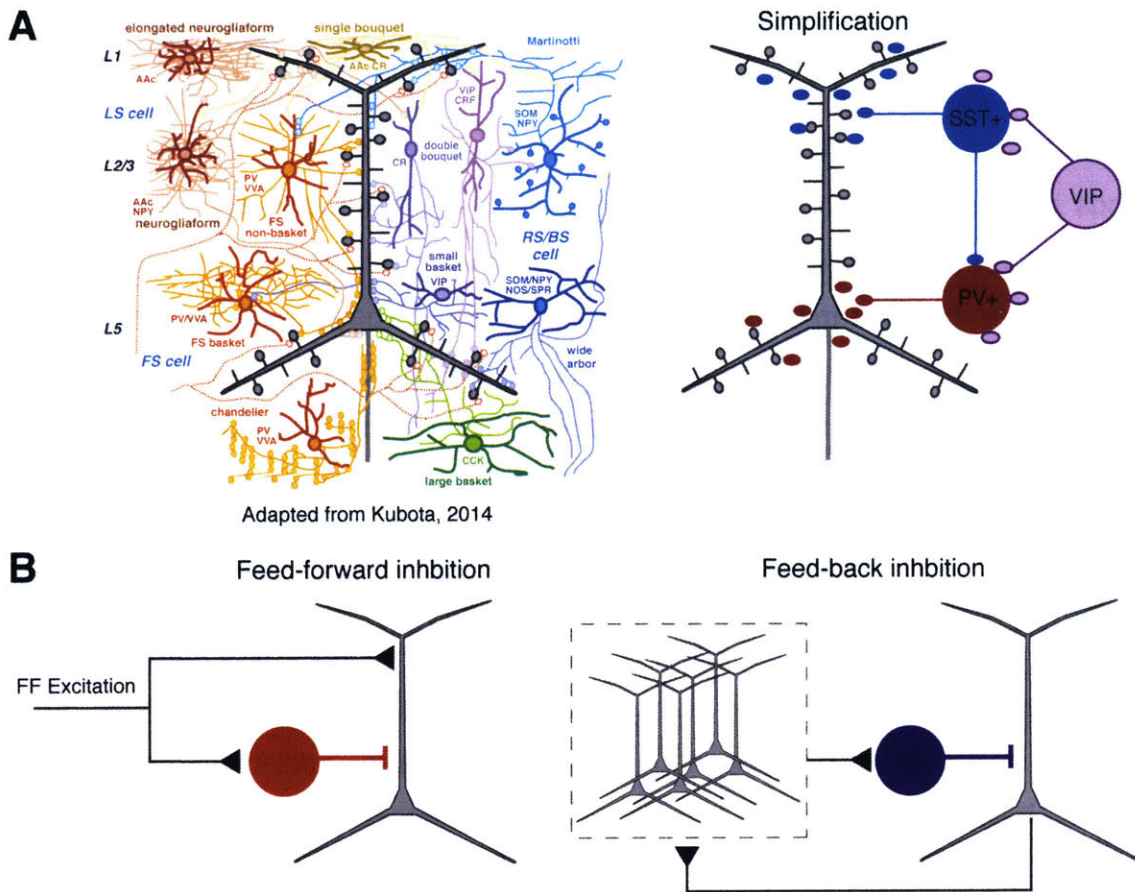 A
elongated neurogliaform
single bouquet
Simplification
L1
AAc
AAc CR
Martinotti
LS cell
VIP
CRF
SOM
NPY
SST+
L2/3
double
bouquet
CR
PV
VVA
VIP
AAc
NPY
neurogliaform
FS
non-basket
RS/BS
cell
small
basket
VIP
SOM/NPY
NOS/SPR
PV+
L5
PV/VVA
FS basket
FS cell
wide
arbor
chandelier
PV
VVA
CCK
large basket
Adapted from Kubota, 2014
B
Feed-forward inhbition
Feed-back inhbition
FF Excitation